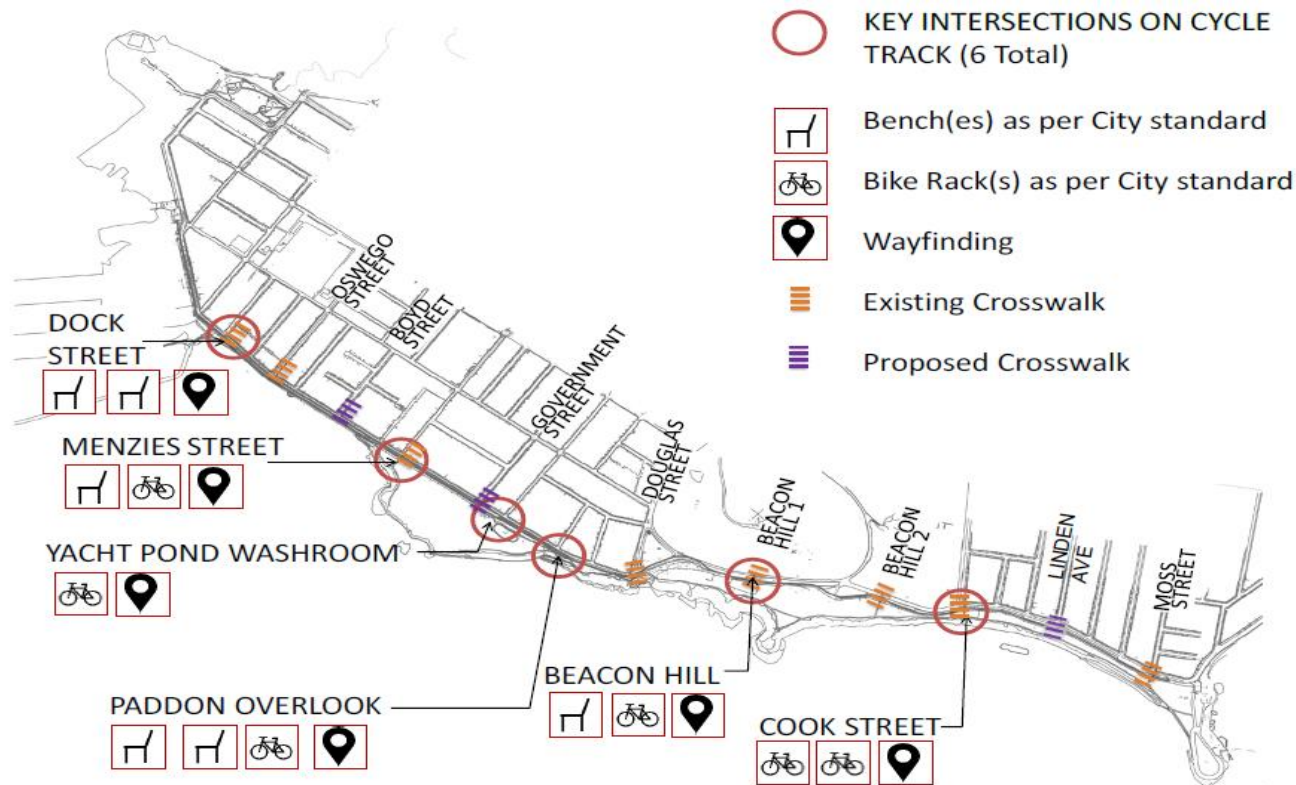 KEY INTERSECTIONS ON CYCLE
TRACK (6 Total)
Bench(es) as per City standard
Bike Rack(s) as per City standard
Wayfinding
Existing Crosswalk
Proposed Crosswalk
OSWEGO
STREET
BOYD
STREET
GOVERNMENT
STREET
DOUGLAS
STREET
BEACON
HILL 1
BEACON
HILL 2
LINDEN
AVE
MOSS
STREET
DOCK
STREET
MENZIES STREET
YACHT POND WASHROOM
PADDON OVERLOOK
BEACON HILL
COOK STREET